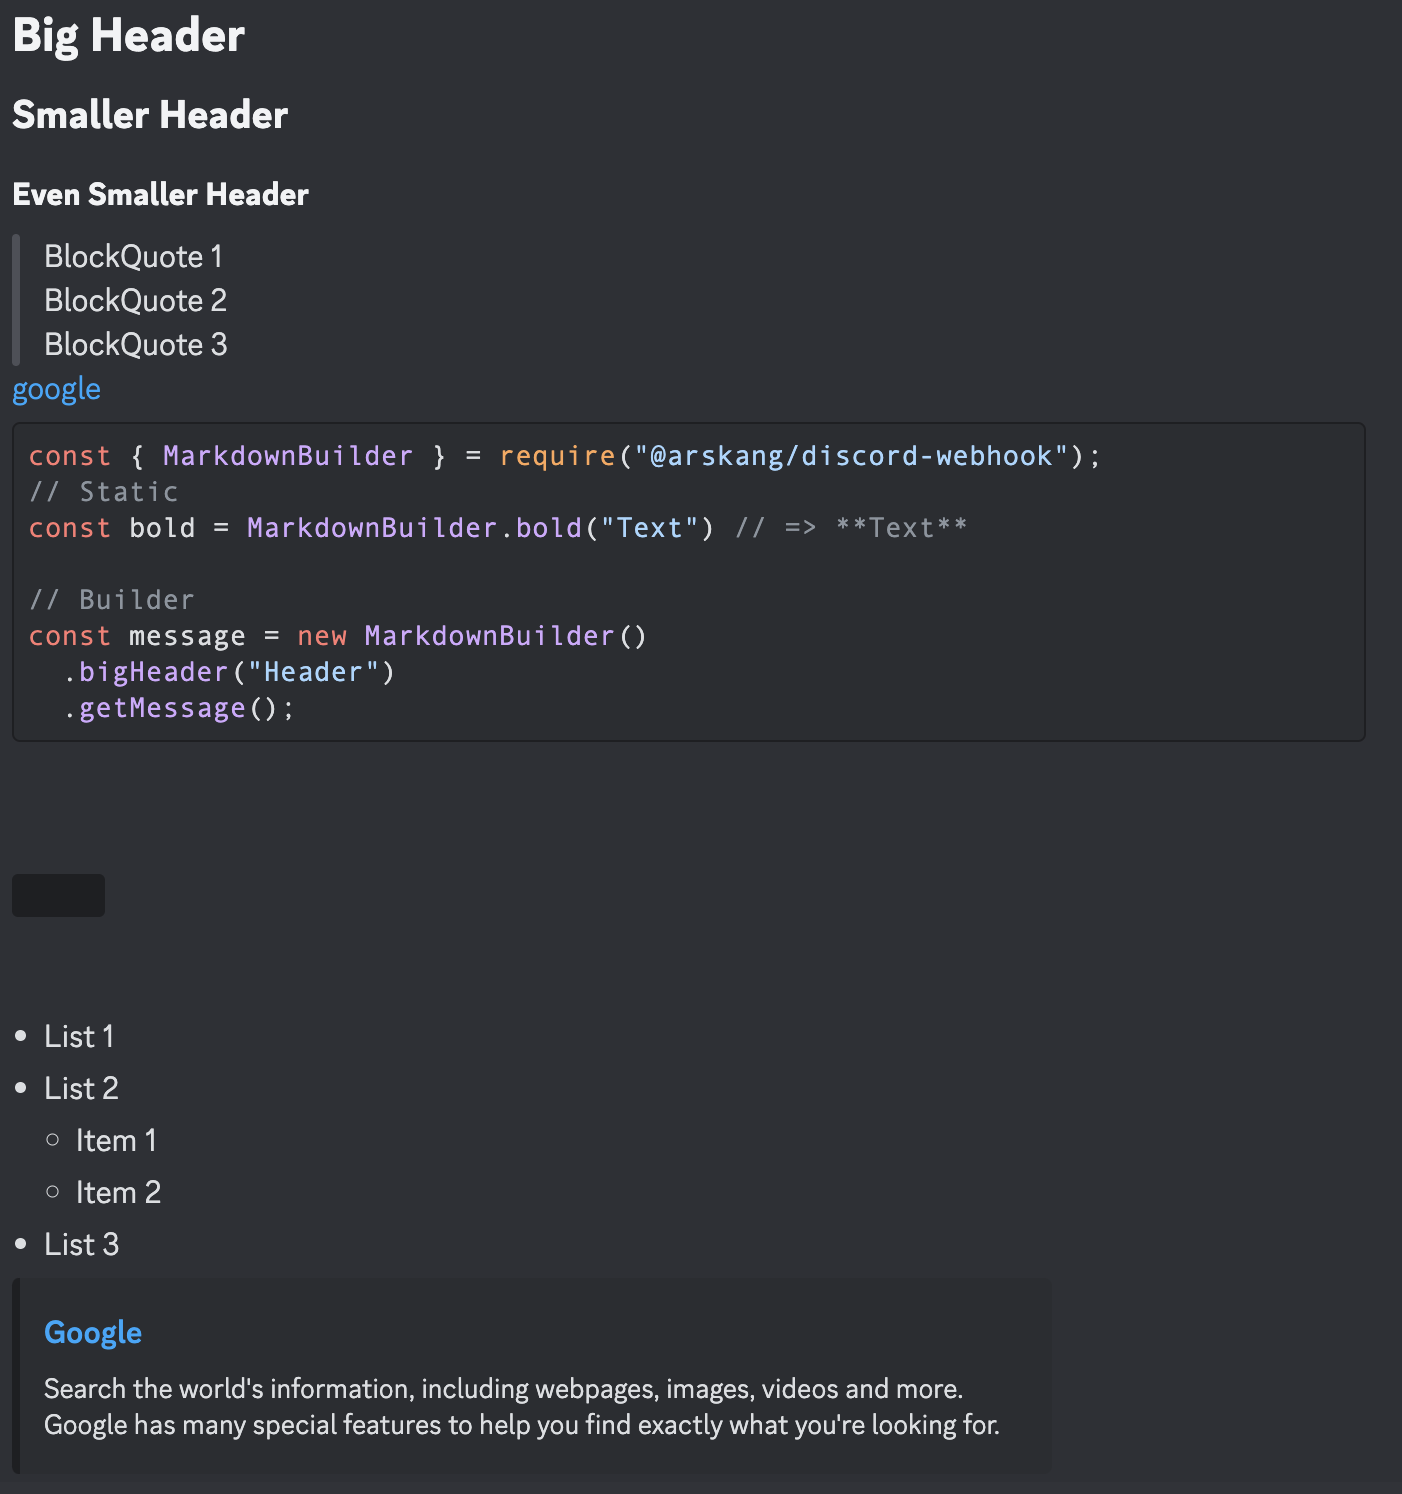 Big Header
Smaller Header
Even Smaller Header
BlockQuote 1
BlockQuote 2
BlockQuote 3
google
const { MarkdownBuilder } = require("@arskang/discord-webhook");
// Static
const bold = MarkdownBuilder.bold("Text") // => **Text**
// Builder
const message = new MarkdownBuilder()
  .bigHeader("Header")
  .getMessage();
• List 1
• List 2
  ◦ Item 1
  ◦ Item 2
• List 3
Google
Search the world's information, including webpages, images, videos and more.
Google has many special features to help you find exactly what you're looking for.